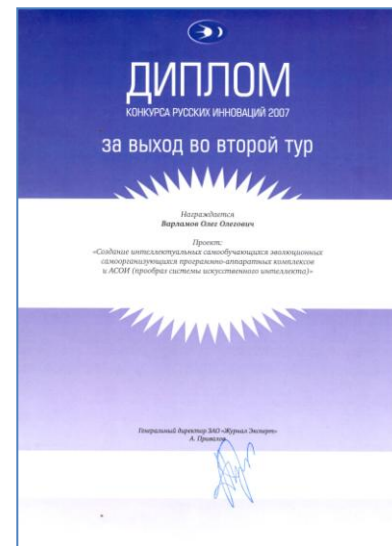 ДИПЛОМ
КОНКУРСА РУССКИХ ИННОВАЦИЙ 2007
за выход во второй тур
Награждается
Варламов Олег Олегович
Проект:
«Создание интеллектуальных самообучающихся эволюционных
самоорганизующихся программно-аппаратных комплексов
и АСОИ (прообраз системы искусственного интеллекта)»
Генеральный директор ЗАО «Журнал Эксперт»
А. Привалов